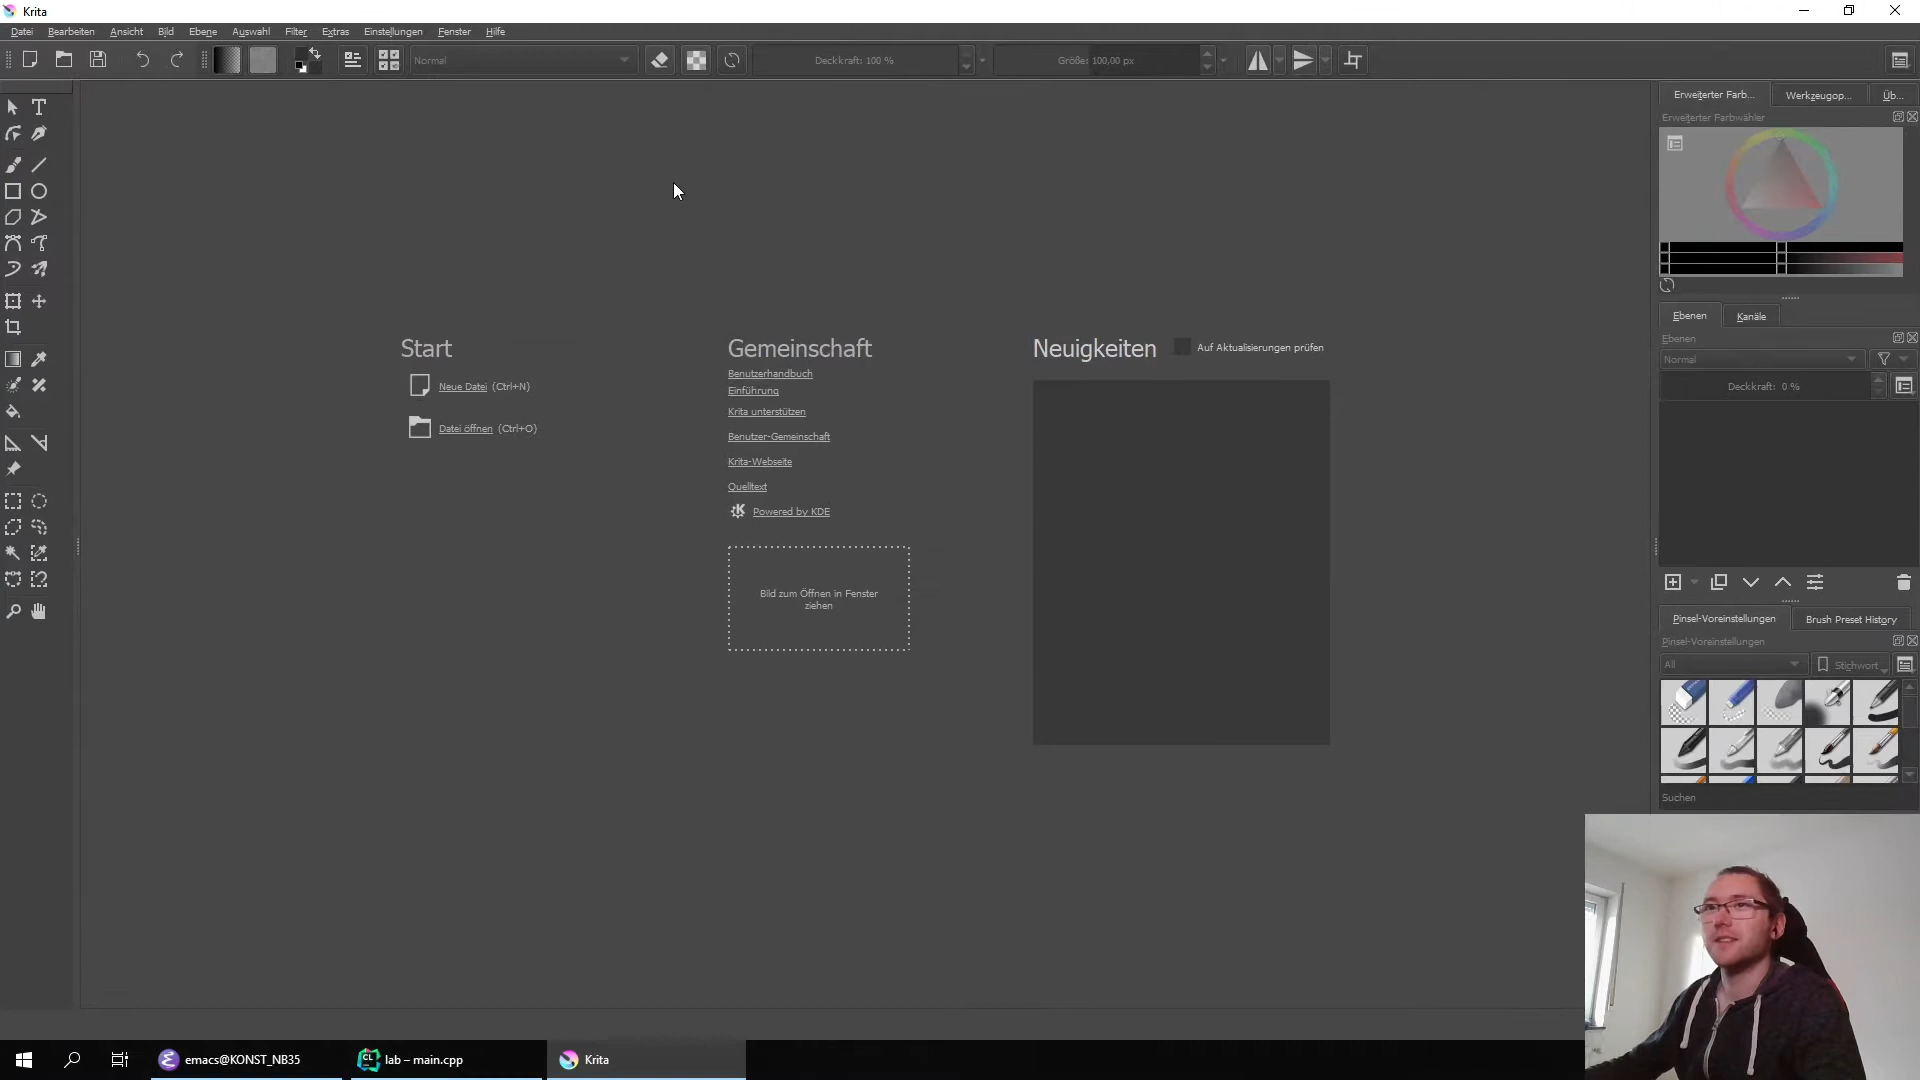 Krita
Datei Bearbeiten Ansicht Bild Ebene Auswahl Filter Extras Einstellungen Fenster Hilfe
Normal
Deckkraft: 100 %
Größe: 100,00 px
Erweiterter Farb...
Werkzeugop...
Üb...
Erweiterter Farbwähler
Ebenen
Kanäle
Ebenen
Normal
Deckkraft: 0 %
Pinsel-Voreinstellungen
Brush Preset History
Pinsel-Voreinstellungen
All
Stichwort
Suchen
Start
Neue Datei (Ctrl+N)
Datei öffnen (Ctrl+O)
Gemeinschaft
Benutzerhandbuch
Einführung
Krita unterstützen
Benutzer-Gemeinschaft
Krita-Webseite
Quelltext
Powered by KDE
Bild zum Öffnen in Fenster
ziehen
Neuigkeiten
Auf Aktualisierungen prüfen
emacs@KONST_NB35
CL
lab – main.cpp
Krita